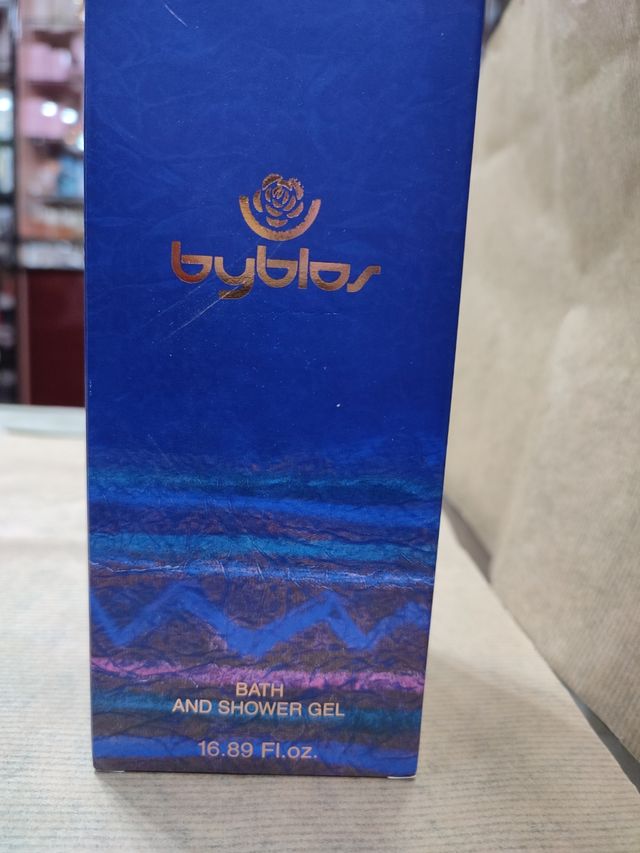 byblos
BATH
AND SHOWER GEL
16.89 Fl.oz.